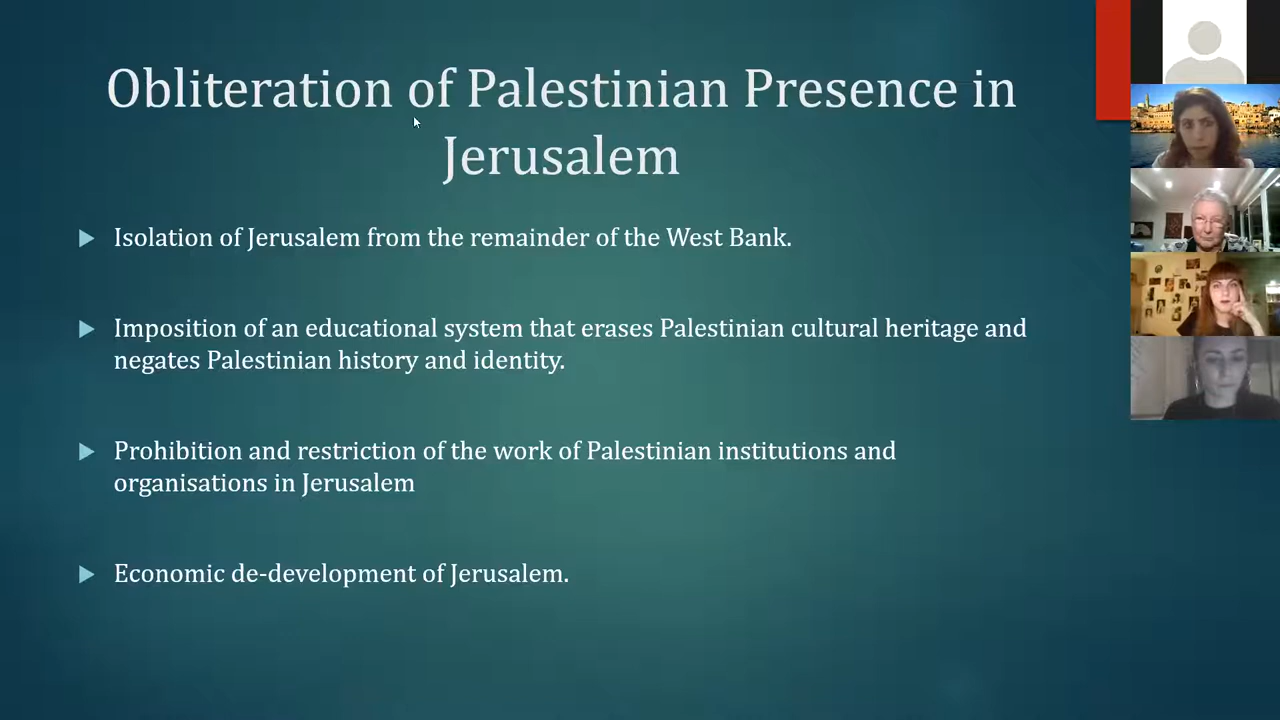 Obliteration of Palestinian Presence in
Jerusalem
Isolation of Jerusalem from the remainder of the West Bank.
Imposition of an educational system that erases Palestinian cultural heritage and
negates Palestinian history and identity.
Prohibition and restriction of the work of Palestinian institutions and
organisations in Jerusalem
Economic de-development of Jerusalem.